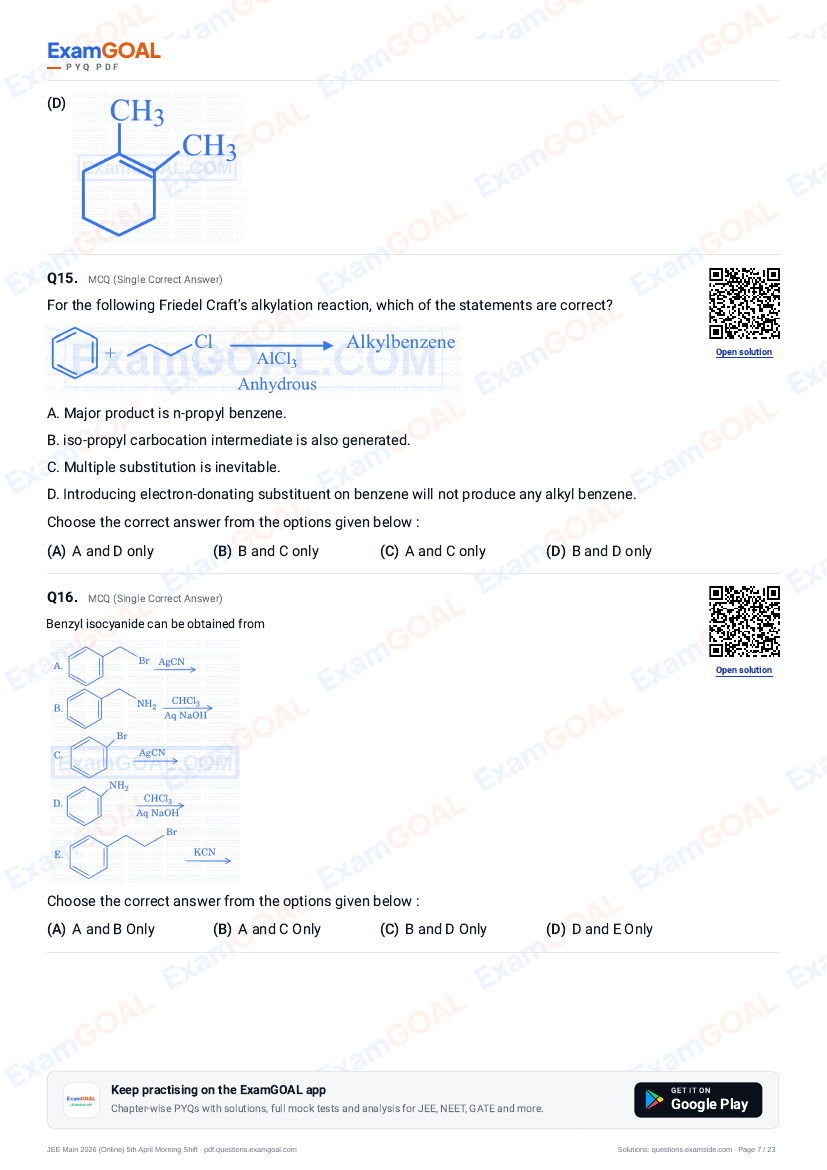 ExamGOAL
PYQ PDF
(D)
CH3
CH3
Q15. MCQ (Single Correct Answer)
For the following Friedel Craft's alkylation reaction, which of the statements are correct?
Open solution
+ Cl AlCl3 Anhydrous Alkylbenzene
A. Major product is n-propyl benzene.
B. iso-propyl carbocation intermediate is also generated.
C. Multiple substitution is inevitable.
D. Introducing electron-donating substituent on benzene will not produce any alkyl benzene.
Choose the correct answer from the options given below :
(A) A and D only (B) B and C only (C) A and C only (D) B and D only
Q16. MCQ (Single Correct Answer)
Benzyl isocyanide can be obtained from
Open solution
A. Br AgCN
B. NH2 CHCl3 Aq NaOH
C. Br AgCN
D. NH2 CHCl3 Aq NaOH
E. Br KCN
Choose the correct answer from the options given below :
(A) A and B Only (B) A and C Only (C) B and D Only (D) D and E Only
Keep practising on the ExamGOAL app
Chapter-wise PYQs with solutions, full mock tests and analysis for JEE, NEET, GATE and more.
GET IT ON
Google Play
JEE Main 2026 (Online) 5th April Morning Shift · pdf.questions.examgoal.com
Solutions: questions.examside.com · Page 7 / 23